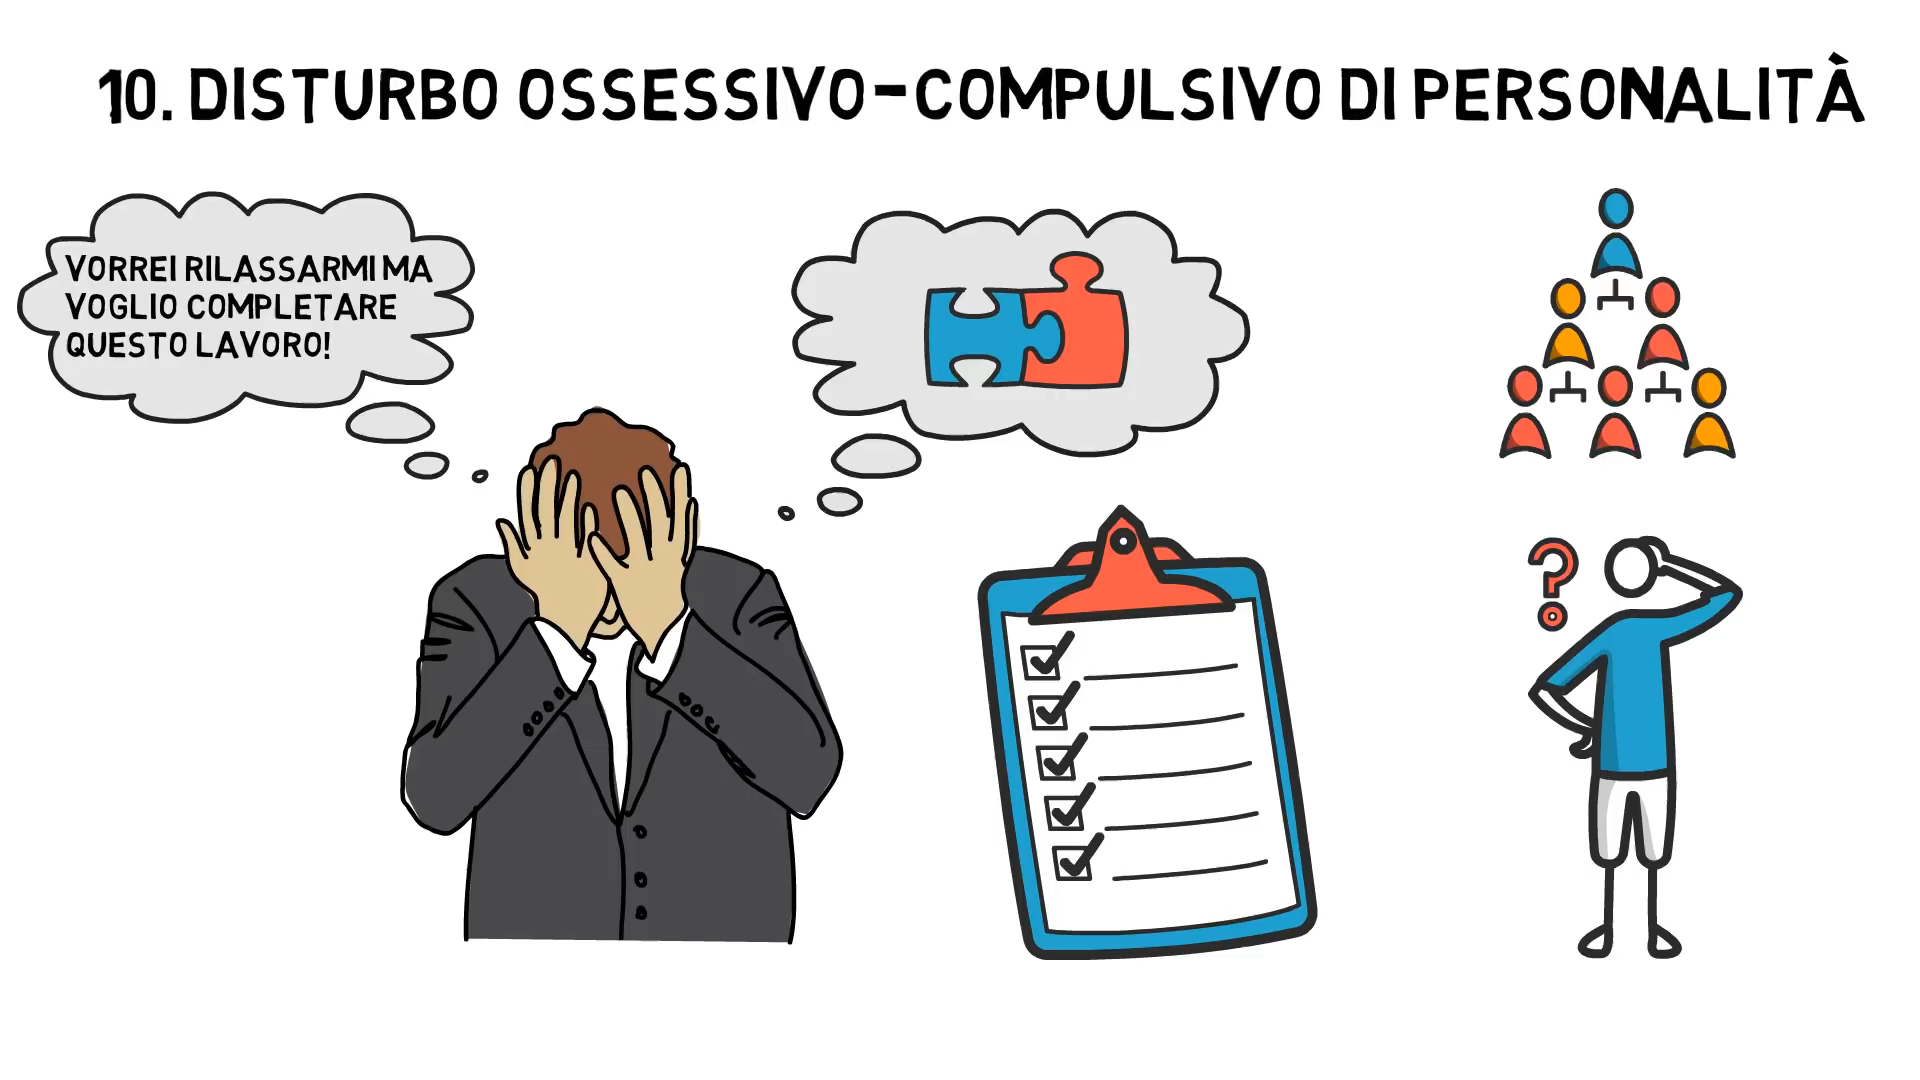 10. DISTURBO OSSESSIVO-COMPULSIVO DI PERSONALITÀ
VORREI RILASSARMI MA
VOGLIO COMPLETARE
QUESTO LAVORO!
?